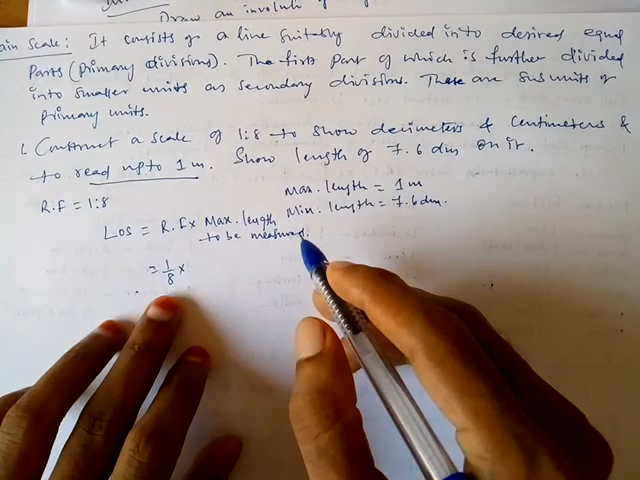 Draw an involute of
ain Scale: It consists of a line suitably divided into desired equal
Parts (Primary divisions). The first part of which is further divided
into smaller units as secondary divisions. These are sub units of
primary units.
1. Construct a scale of 1:8 to show decimeters & Centimeters &
to read upto 1m. Show length of 7.6 dm on it.
R.F = 1:8
Max. length = 1m
LOS = R.F x Max. length Min. length = 7.6 dm.
to be measured.
= 1/8 x